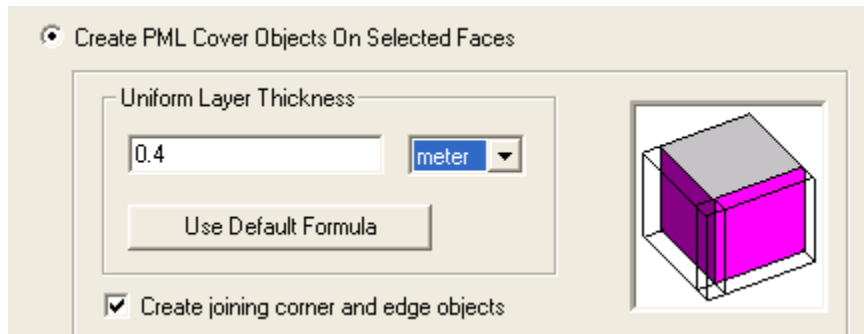 Create PML Cover Objects On Selected Faces
Uniform Layer Thickness
0.4 meter
Use Default Formula
Create joining corner and edge objects